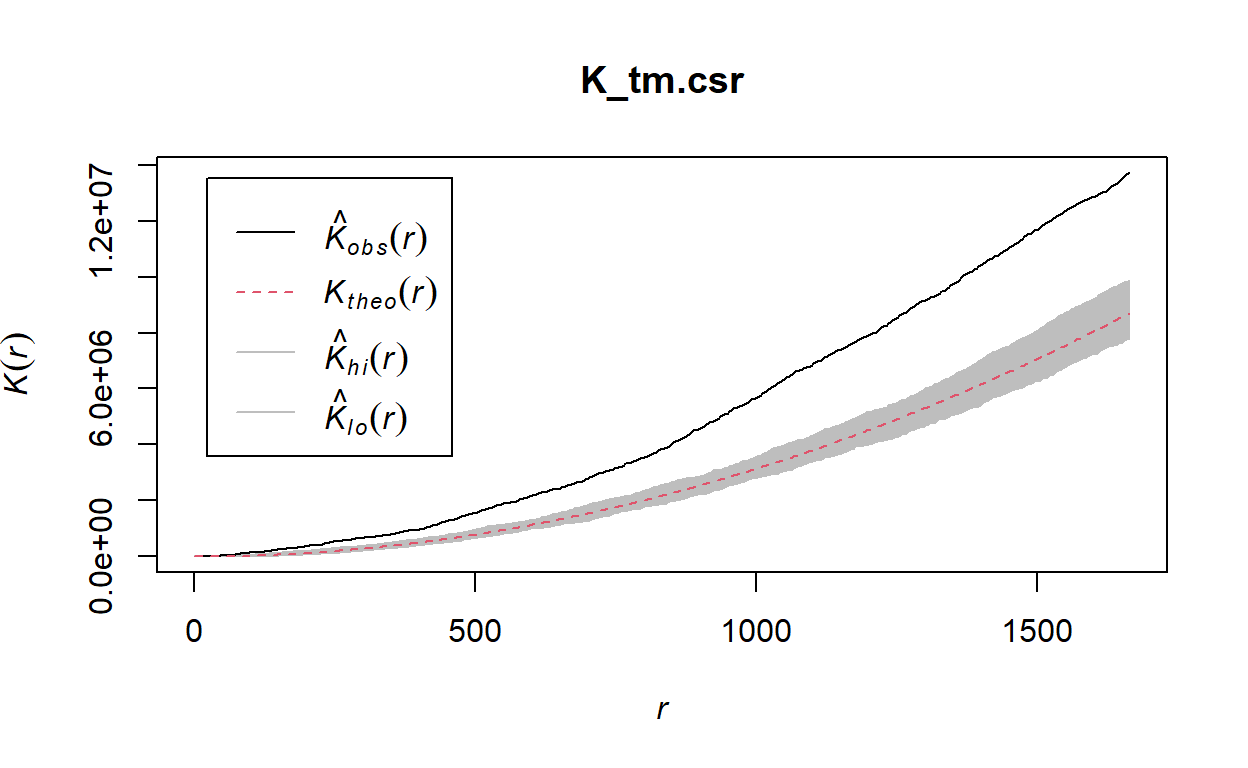 K_tm.csr
K(r)
1.2e+07
6.0e+06
0.0e+00
K̂obs(r)
Ktheo(r)
K̂hi(r)
K̂lo(r)
0 500 1000 1500
r